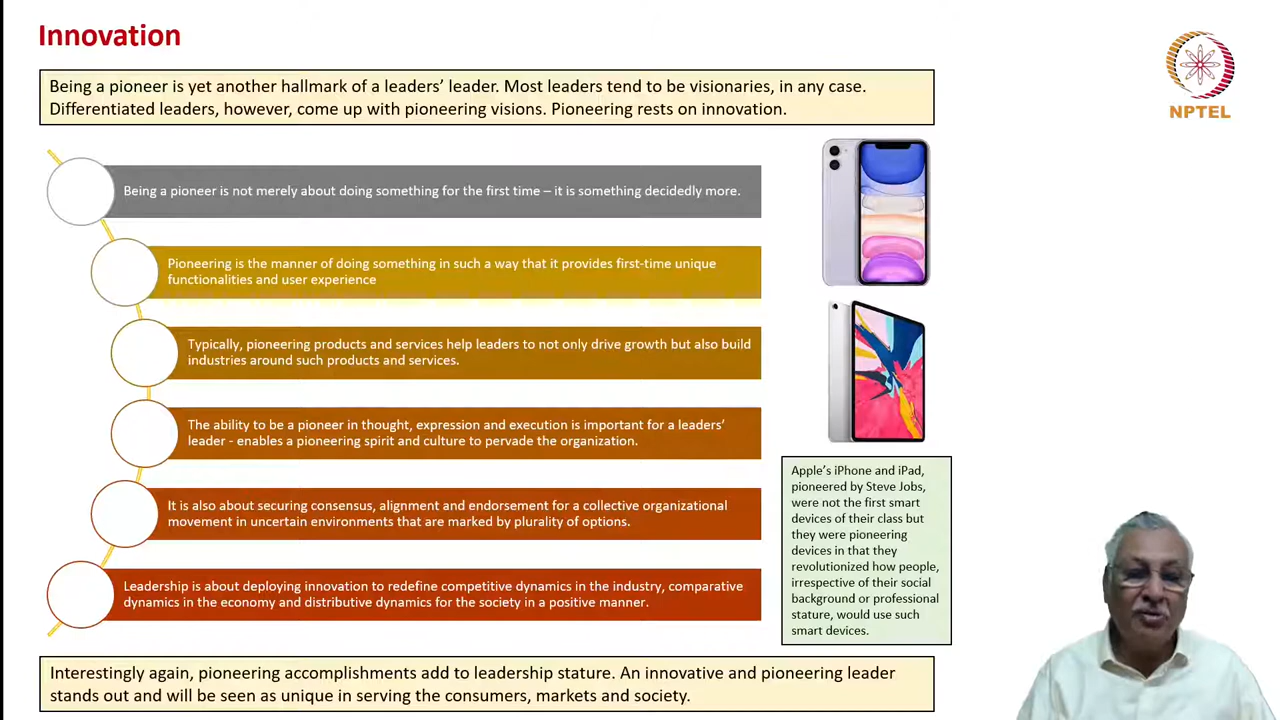 Innovation
Being a pioneer is yet another hallmark of a leaders' leader. Most leaders tend to be visionaries, in any case.
Differentiated leaders, however, come up with pioneering visions. Pioneering rests on innovation.
NPTEL
Being a pioneer is not merely about doing something for the first time – it is something decidedly more.
Pioneering is the manner of doing something in such a way that it provides first-time unique
functionalities and user experience
Typically, pioneering products and services help leaders to not only drive growth but also build
industries around such products and services.
The ability to be a pioneer in thought, expression and execution is important for a leaders'
leader - enables a pioneering spirit and culture to pervade the organization.
It is also about securing consensus, alignment and endorsement for a collective organizational
movement in uncertain environments that are marked by plurality of options.
Leadership is about deploying innovation to redefine competitive dynamics in the industry, comparative
dynamics in the economy and distributive dynamics for the society in a positive manner.
Apple's iPhone and iPad,
pioneered by Steve Jobs,
were not the first smart
devices of their class but
they were pioneering
devices in that they
revolutionized how people,
irrespective of their social
background or professional
stature, would use such
smart devices.
Interestingly again, pioneering accomplishments add to leadership stature. An innovative and pioneering leader
stands out and will be seen as unique in serving the consumers, markets and society.